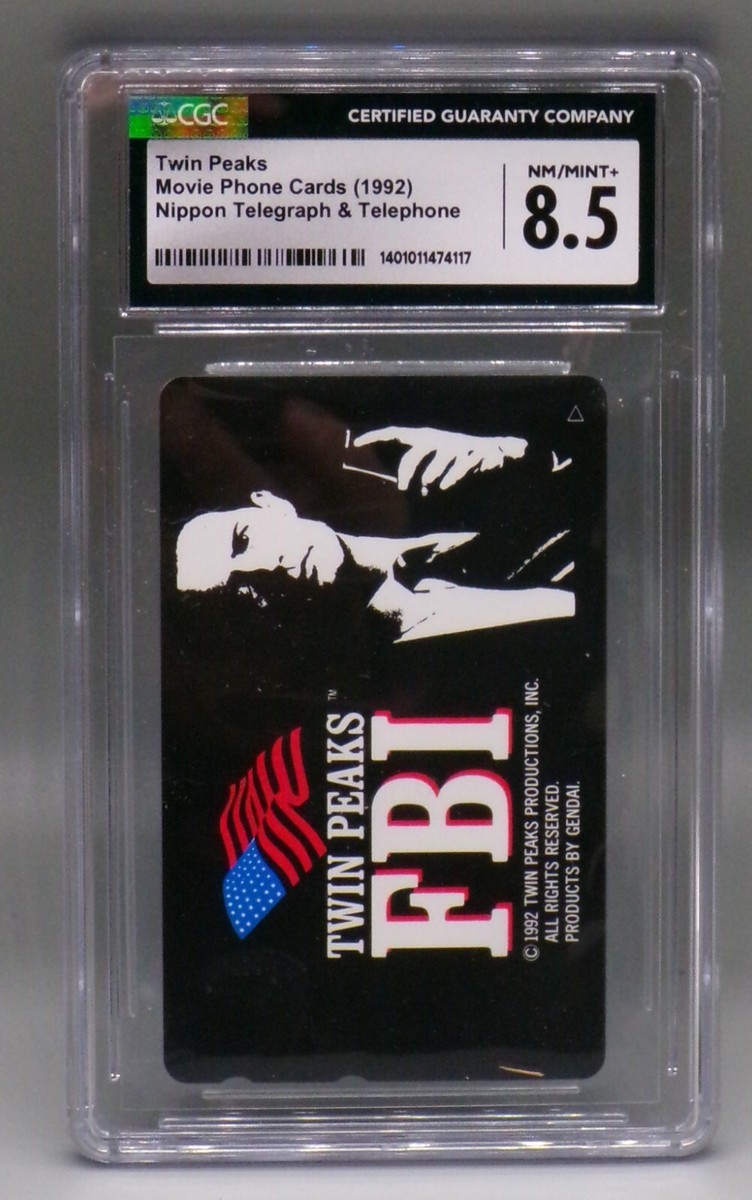 CGC
CERTIFIED GUARANTY COMPANY
Twin Peaks
Movie Phone Cards (1992)
Nippon Telegraph & Telephone
1401011474117
NM/MINT+
8.5
TWIN PEAKS™
FBI
© 1992 TWIN PEAKS PRODUCTIONS, INC.
ALL RIGHTS RESERVED.
PRODUCTS BY GENDAI.